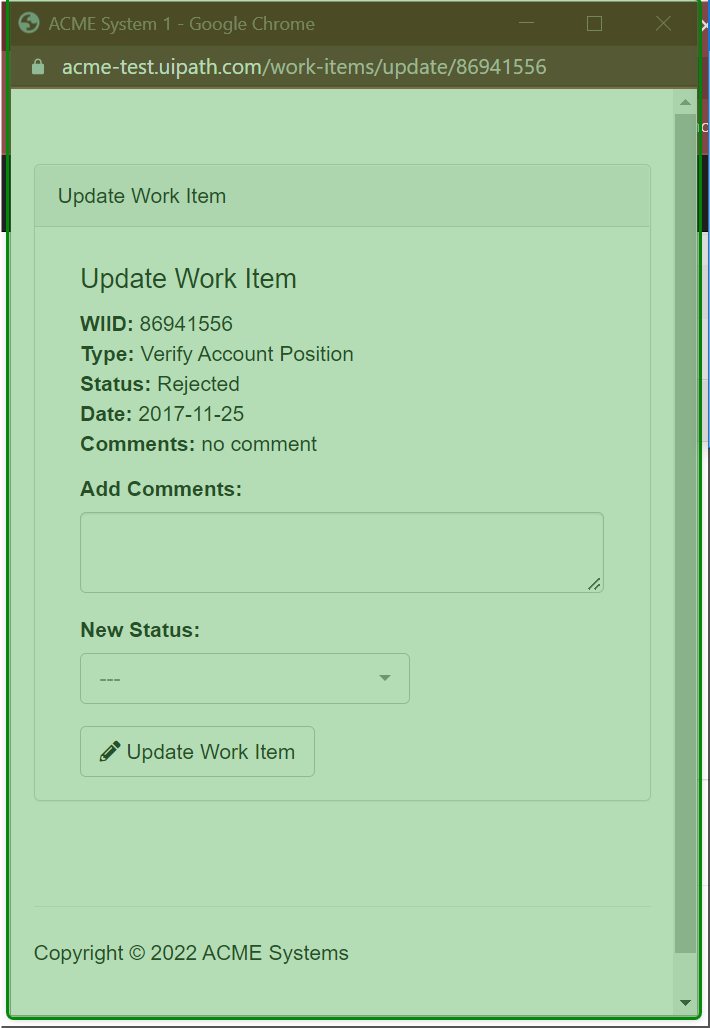 ACME System 1 - Google Chrome
acme-test.uipath.com/work-items/update/86941556
Update Work Item
Update Work Item
WIID: 86941556
Type: Verify Account Position
Status: Rejected
Date: 2017-11-25
Comments: no comment
Add Comments:
New Status:
---
Update Work Item
Copyright © 2022 ACME Systems